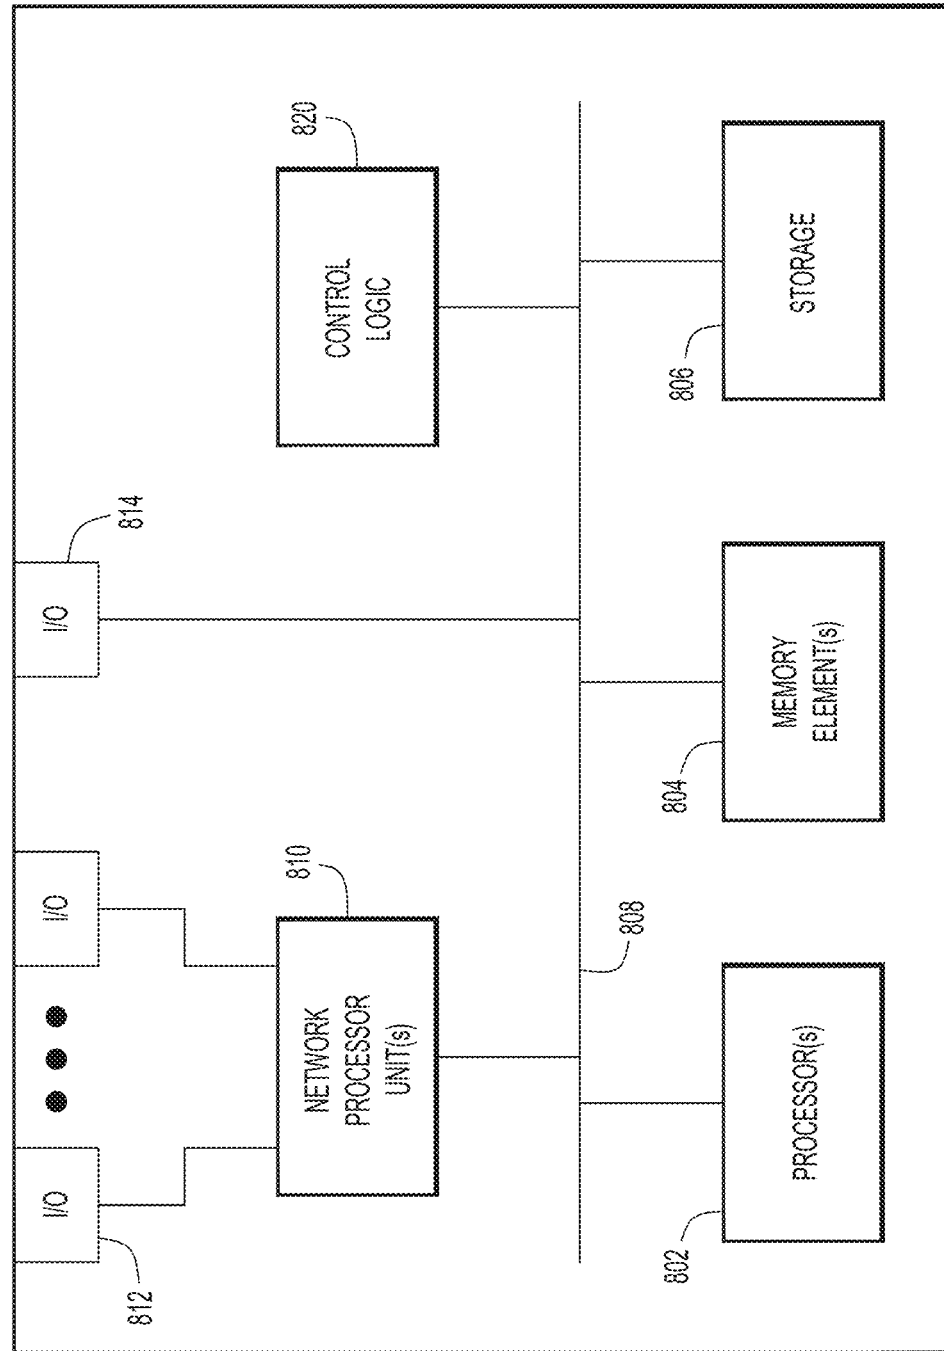 I/O
I/O
I/O
812
814
NETWORK
PROCESSOR
UNIT(s)
810
CONTROL
LOGIC
820
808
802
PROCESSOR(s)
804
MEMORY
ELEMENT(s)
806
STORAGE